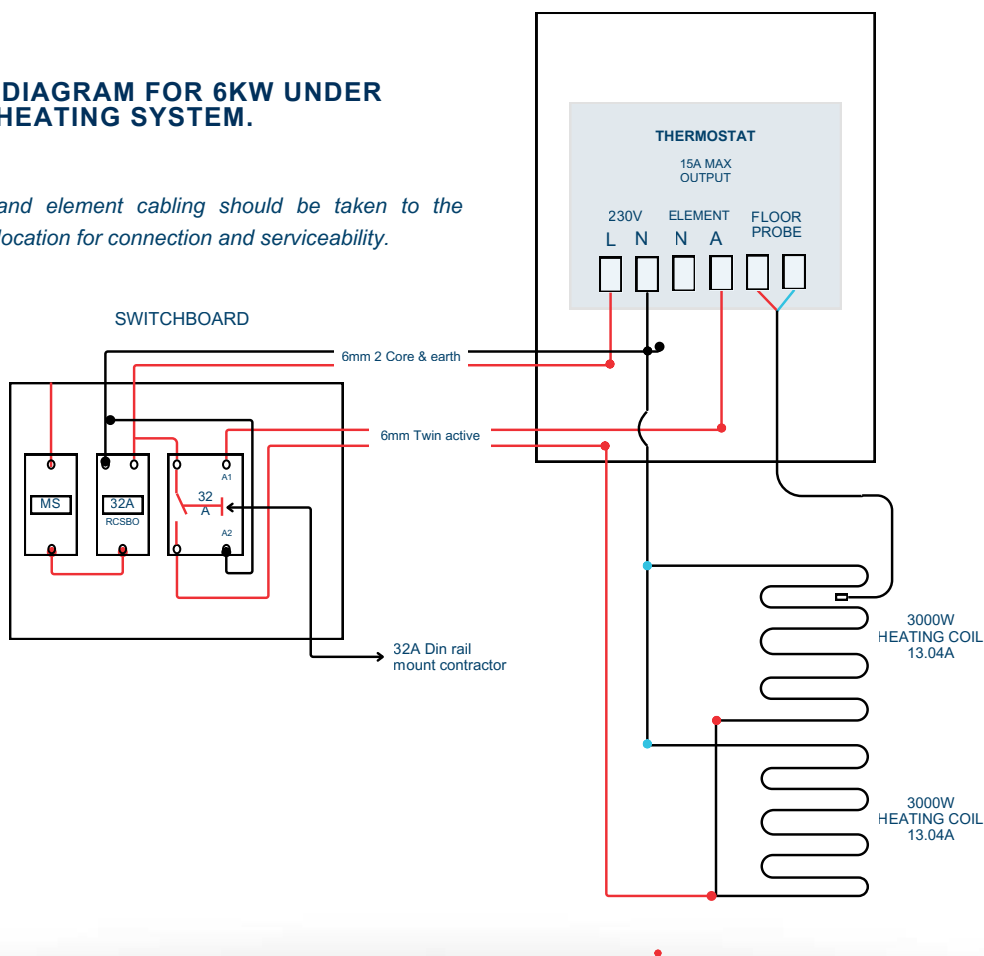 DIAGRAM FOR 6KW UNDER
HEATING SYSTEM.
and element cabling should be taken to the
location for connection and serviceability.
THERMOSTAT
15A MAX
OUTPUT
230V ELEMENT FLOOR
PROBE
L N N A
SWITCHBOARD
6mm 2 Core & earth
6mm Twin active
MS
32A
RCSBO
A1
32
A
A2
32A Din rail
mount contractor
3000W
HEATING COIL
13.04A
3000W
HEATING COIL
13.04A